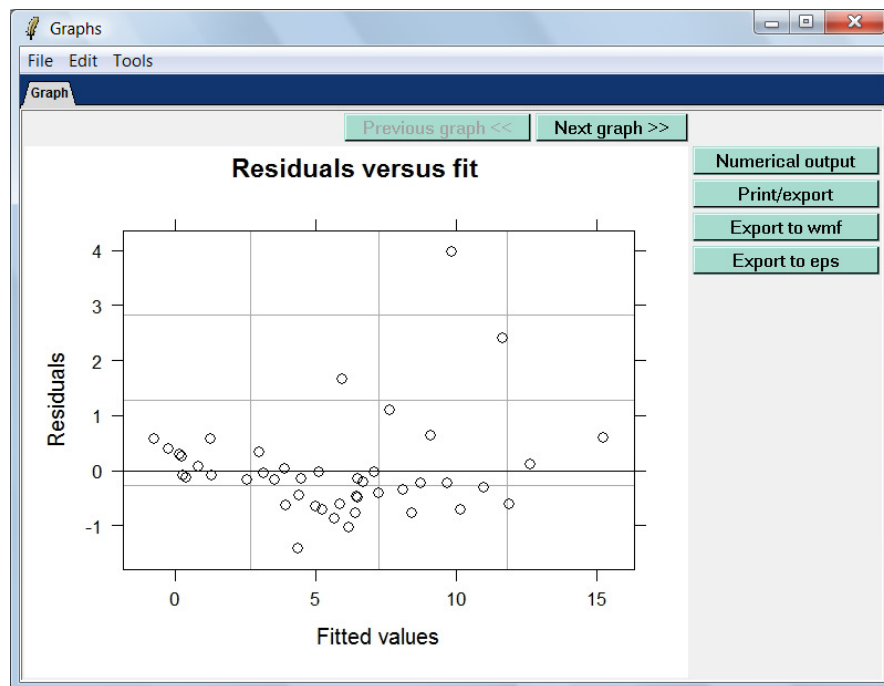 Graphs
File Edit Tools
Graph
Previous graph << Next graph >>
Numerical output
Print/export
Export to wmf
Export to eps
Residuals versus fit
4
3
2
1
0
-1
Residuals
0 5 10 15
Fitted values